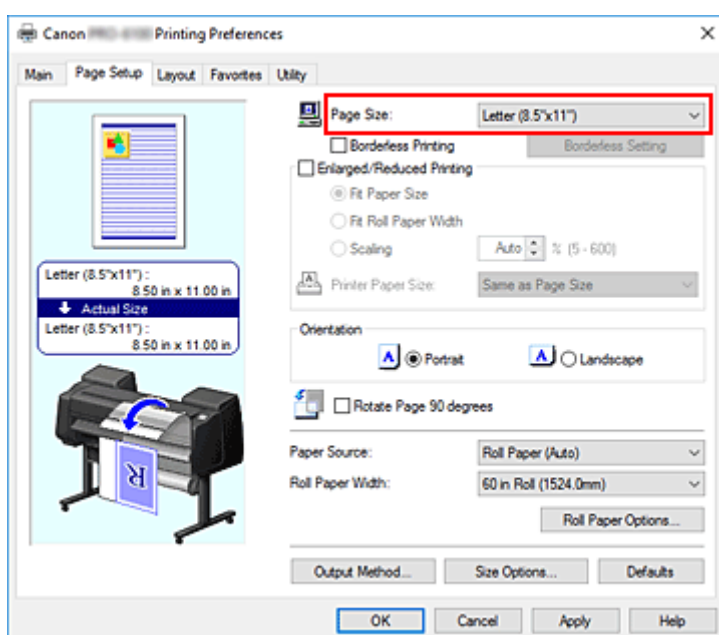 Canon Printing Preferences
Main Page Setup Layout Favorites Utility
Page Size: Letter (8.5"x11")
Borderless Printing Borderless Setting
Enlarged/Reduced Printing
Fit Paper Size
Fit Roll Paper Width
Scaling Auto % (5 - 600)
Printer Paper Size: Same as Page Size
Letter (8.5"x11") :
8.50 in x 11.00 in
Actual Size
Letter (8.5"x11") :
8.50 in x 11.00 in
Orientation
A Portrait A Landscape
Rotate Page 90 degrees
Paper Source: Roll Paper (Auto)
Roll Paper Width: 60 in Roll (1524.0mm)
R
Roll Paper Options...
Output Method... Size Options... Defaults
OK Cancel Apply Help